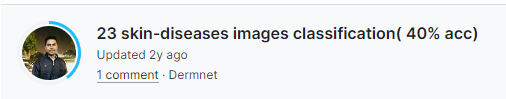 23 skin-diseases images classification( 40% acc)
Updated 2y ago
1 comment · Dermnet